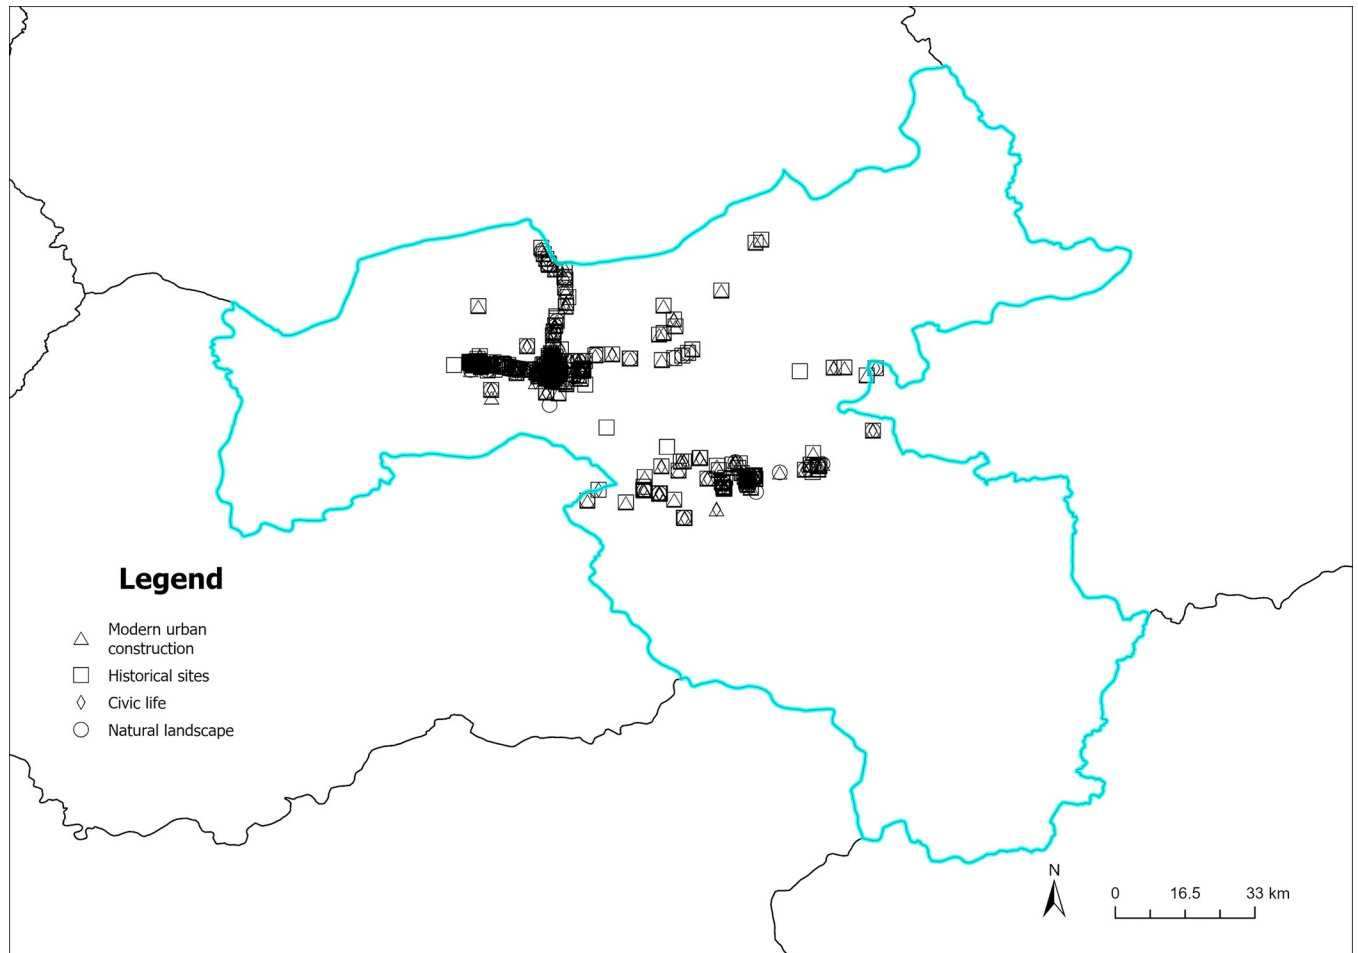 Legend
Modern urban
construction
Historical sites
Civic life
Natural landscape
N
0 16.5 33 km